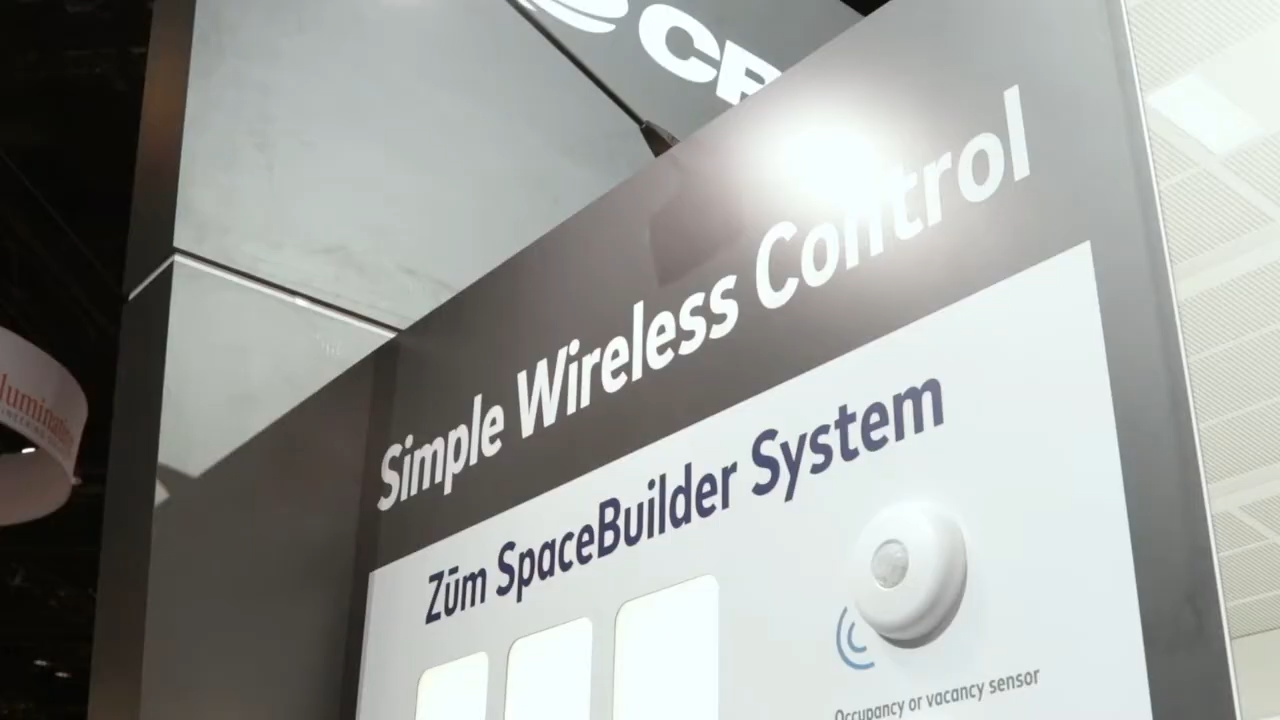 Simple Wireless Control
Zūm SpaceBuilder System
Occupancy or vacancy sensor